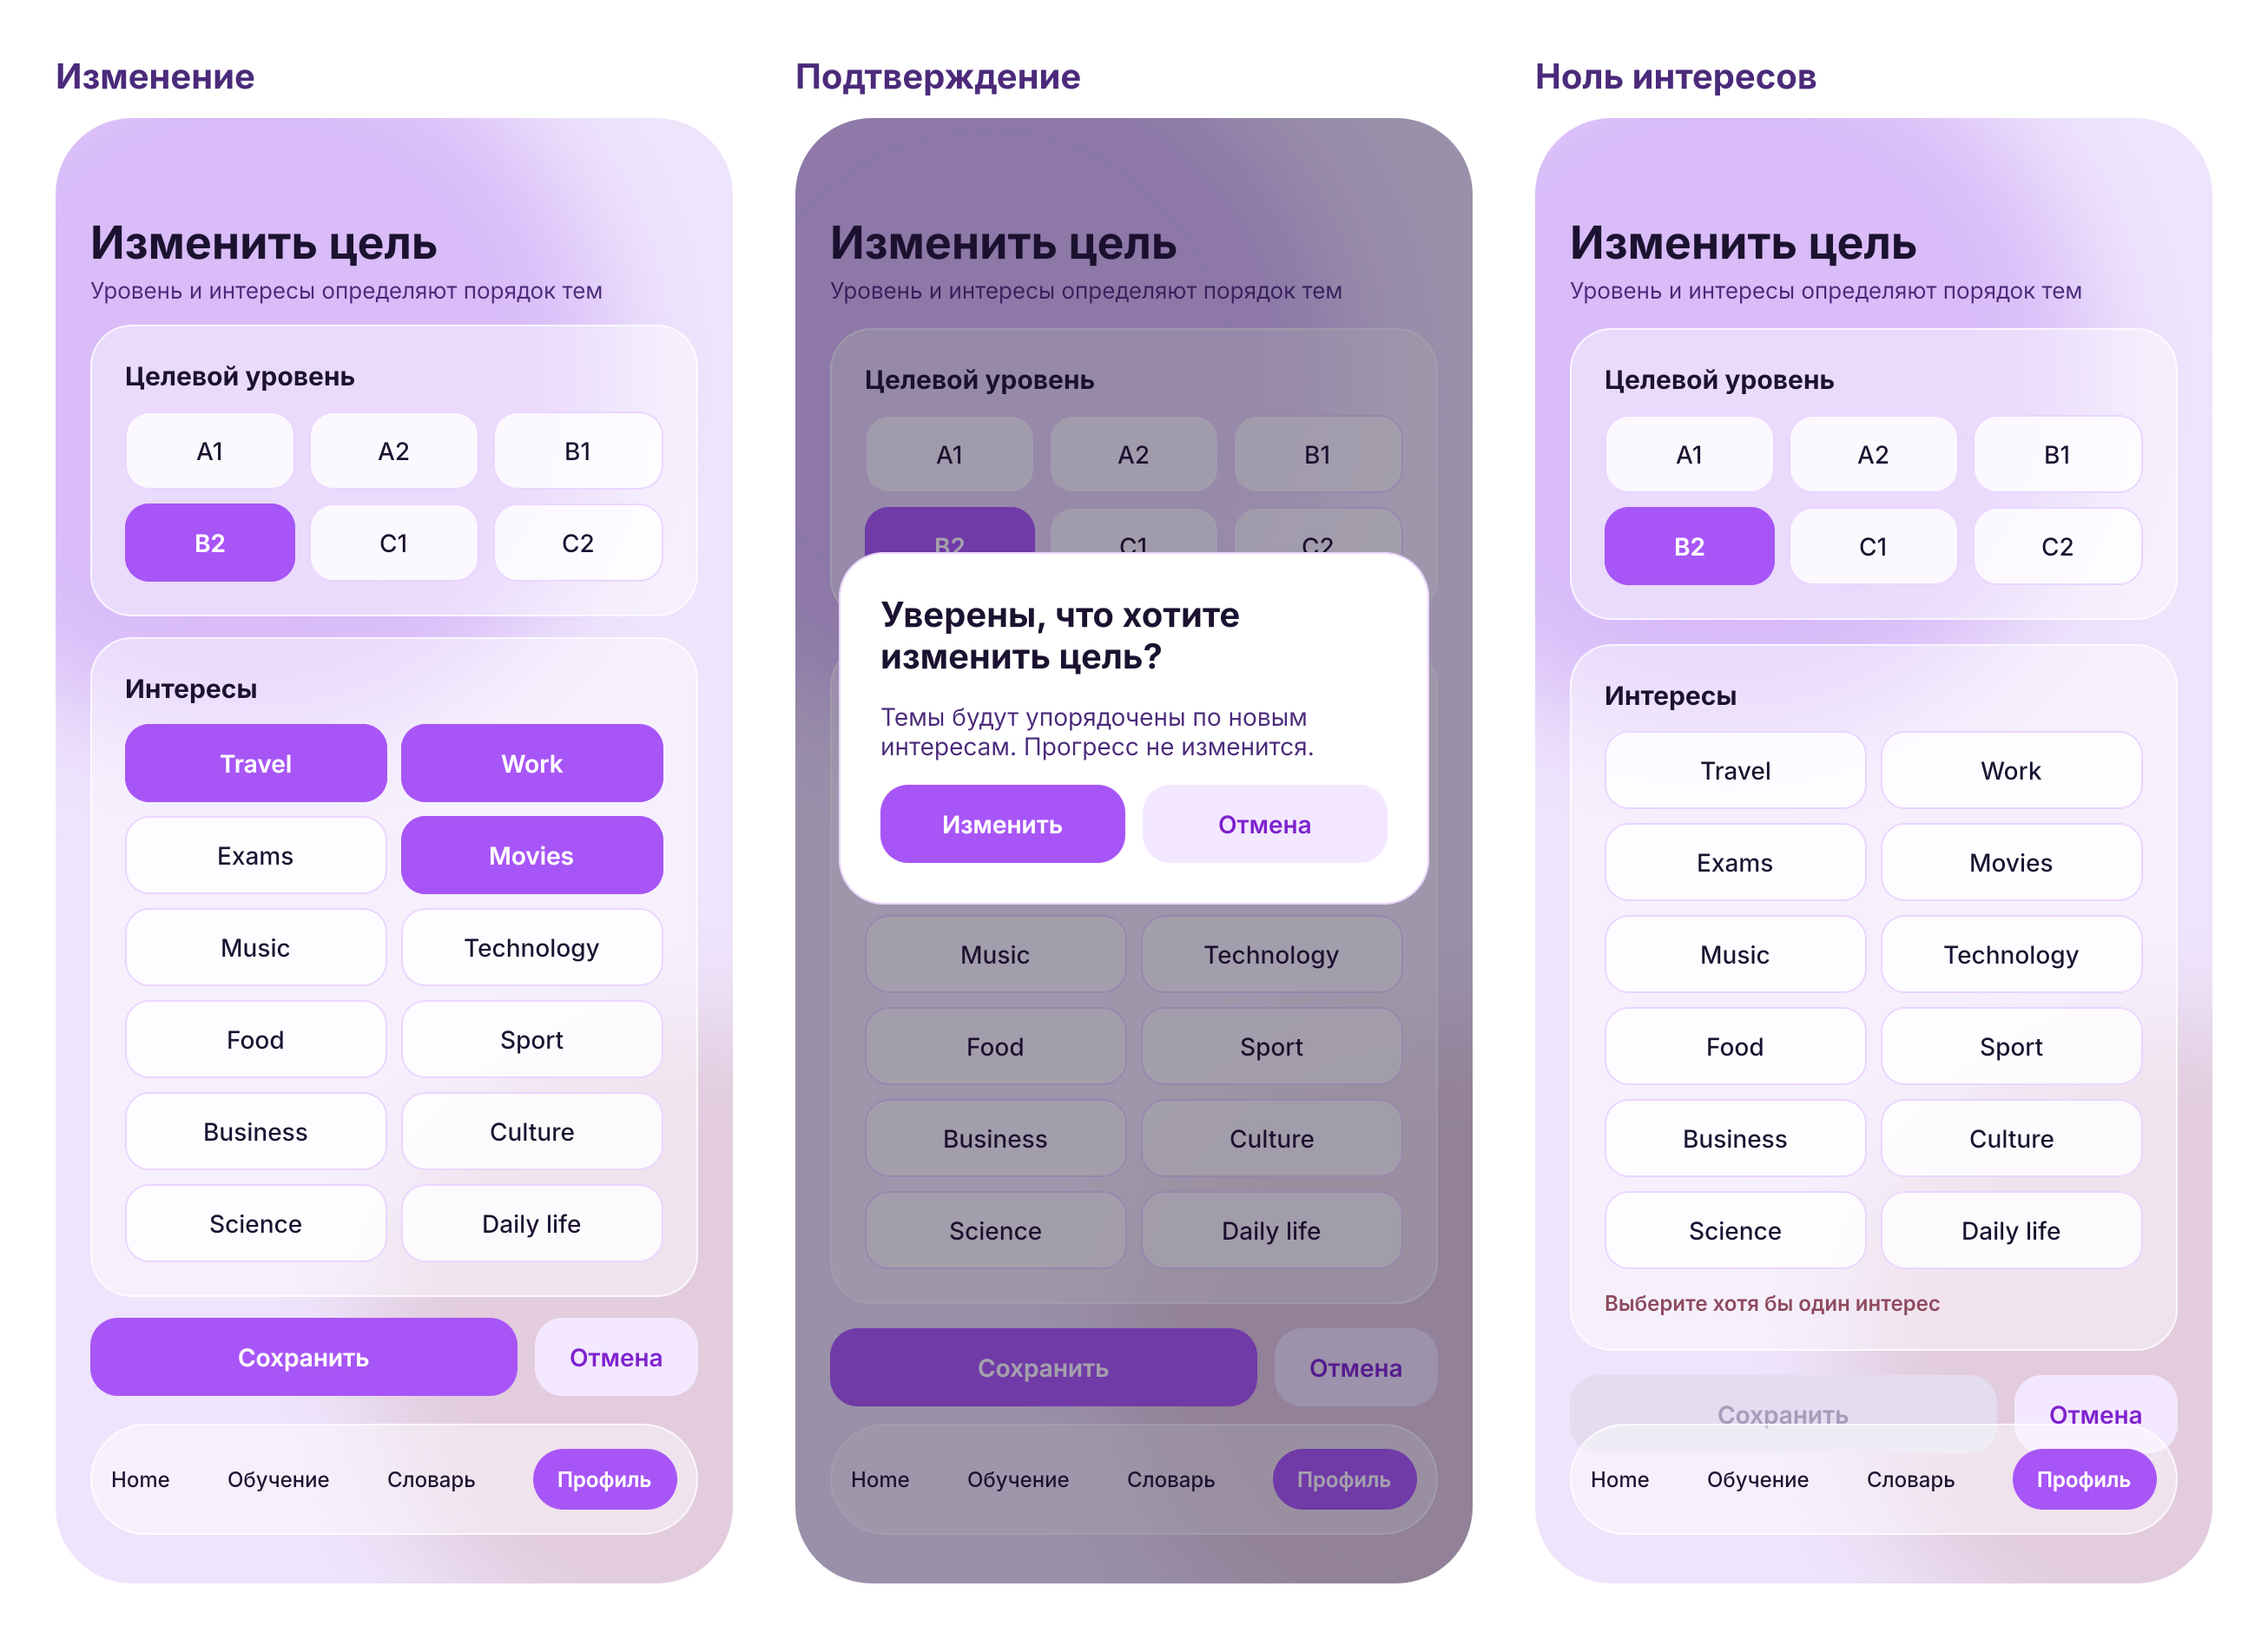 Изменение
Изменить цель
Уровень и интересы определяют порядок тем
Целевой уровень
A1 A2 B1
B2 C1 C2
Интересы
Travel Work
Exams Movies
Music Technology
Food Sport
Business Culture
Science Daily life
Сохранить Отмена
Home Обучение Словарь Профиль
Подтверждение
Изменить цель
Уровень и интересы определяют порядок тем
Целевой уровень
A1 A2 B1
B2 C1 C2
Уверены, что хотите
изменить цель?
Темы будут упорядочены по новым
интересам. Прогресс не изменится.
Изменить Отмена
Music Technology
Food Sport
Business Culture
Science Daily life
Сохранить Отмена
Home Обучение Словарь Профиль
Ноль интересов
Изменить цель
Уровень и интересы определяют порядок тем
Целевой уровень
A1 A2 B1
B2 C1 C2
Интересы
Travel Work
Exams Movies
Music Technology
Food Sport
Business Culture
Science Daily life
Выберите хотя бы один интерес
Сохранить Отмена
Home Обучение Словарь Профиль